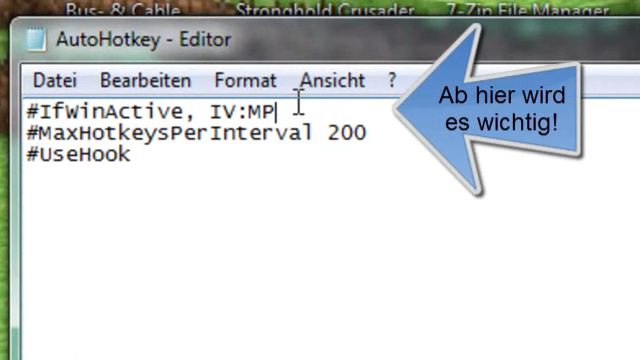 Bus- & Cable Stronghold Crusader 7-Zip File Manager
AutoHotkey - Editor
Datei Bearbeiten Format Ansicht ?
#IfWinActive, IV:MP
#MaxHotkeysPerInterval 200
#UseHook
Ab hier wird
es wichtig!